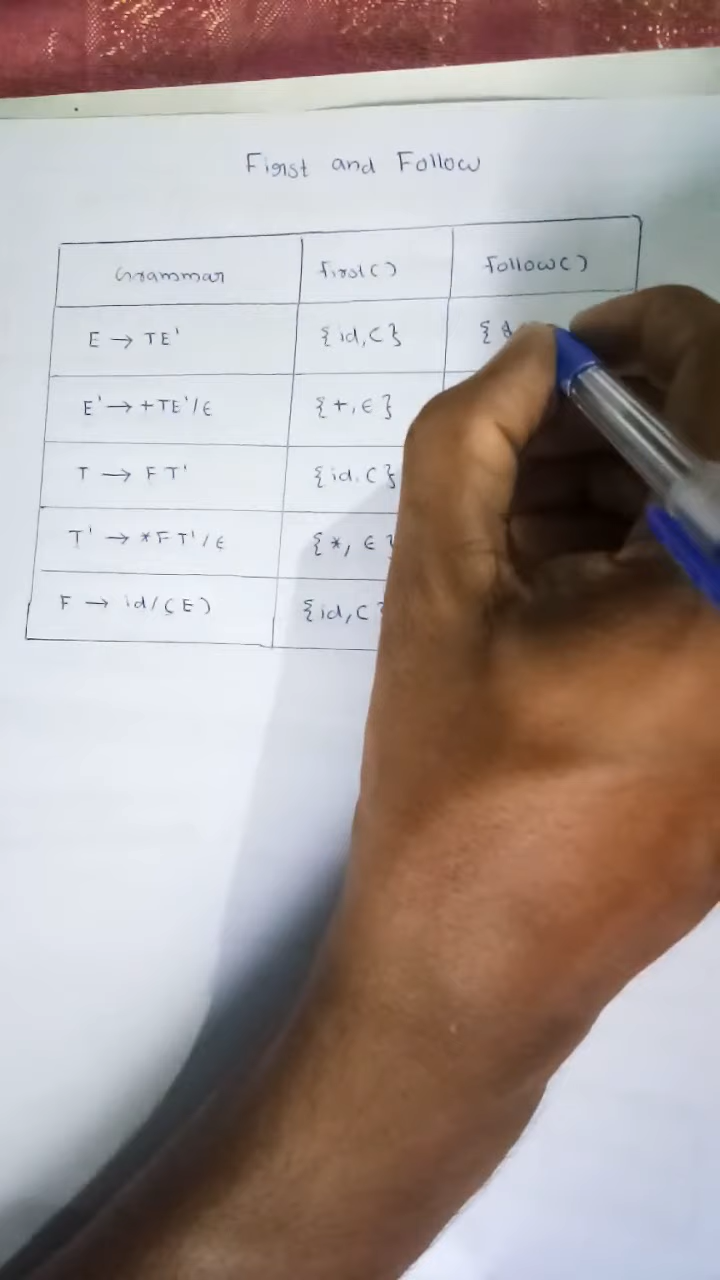 First and Follow
Grammar First() Follow()
E → TE' {id,(} {
E' → +TE'/ε {+,ε}
T → FT' {id,(}
T' → *FT'/ε {*,ε}
F → id/(E) {id,(